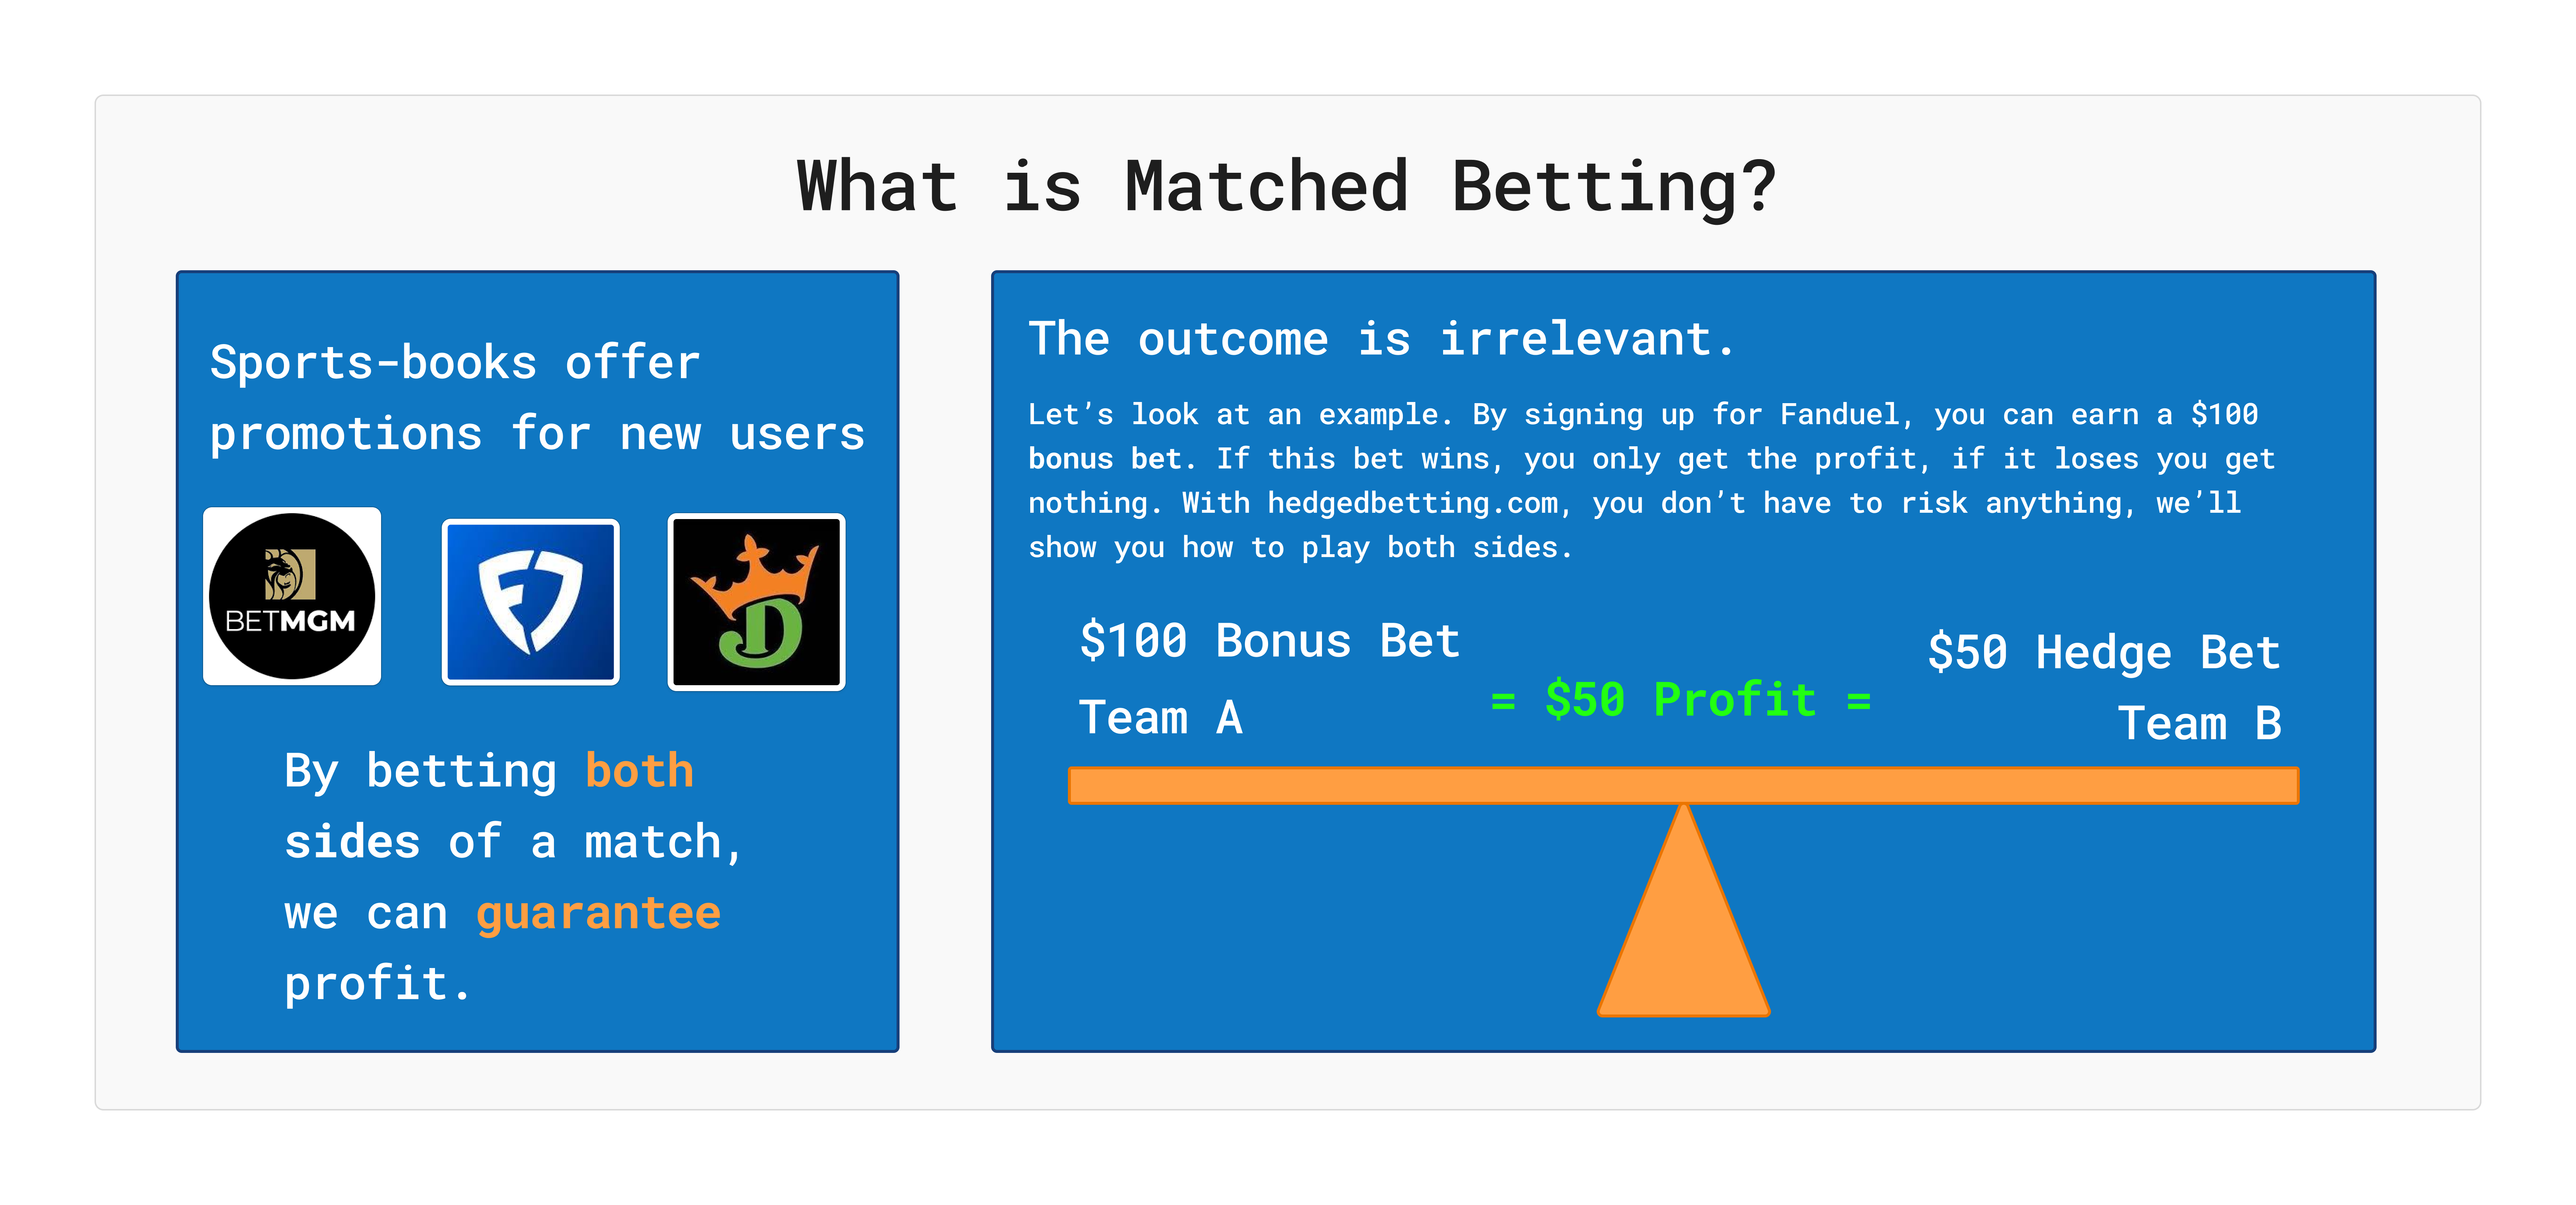 What is Matched Betting?
Sports-books offer
promotions for new users
BETMGM
By betting both
sides of a match,
we can guarantee
profit.
The outcome is irrelevant.
Let’s look at an example. By signing up for Fanduel, you can earn a $100
bonus bet. If this bet wins, you only get the profit, if it loses you get
nothing. With hedgedbetting.com, you don’t have to risk anything, we’ll
show you how to play both sides.
$100 Bonus Bet
Team A
= $50 Profit =
$50 Hedge Bet
Team B